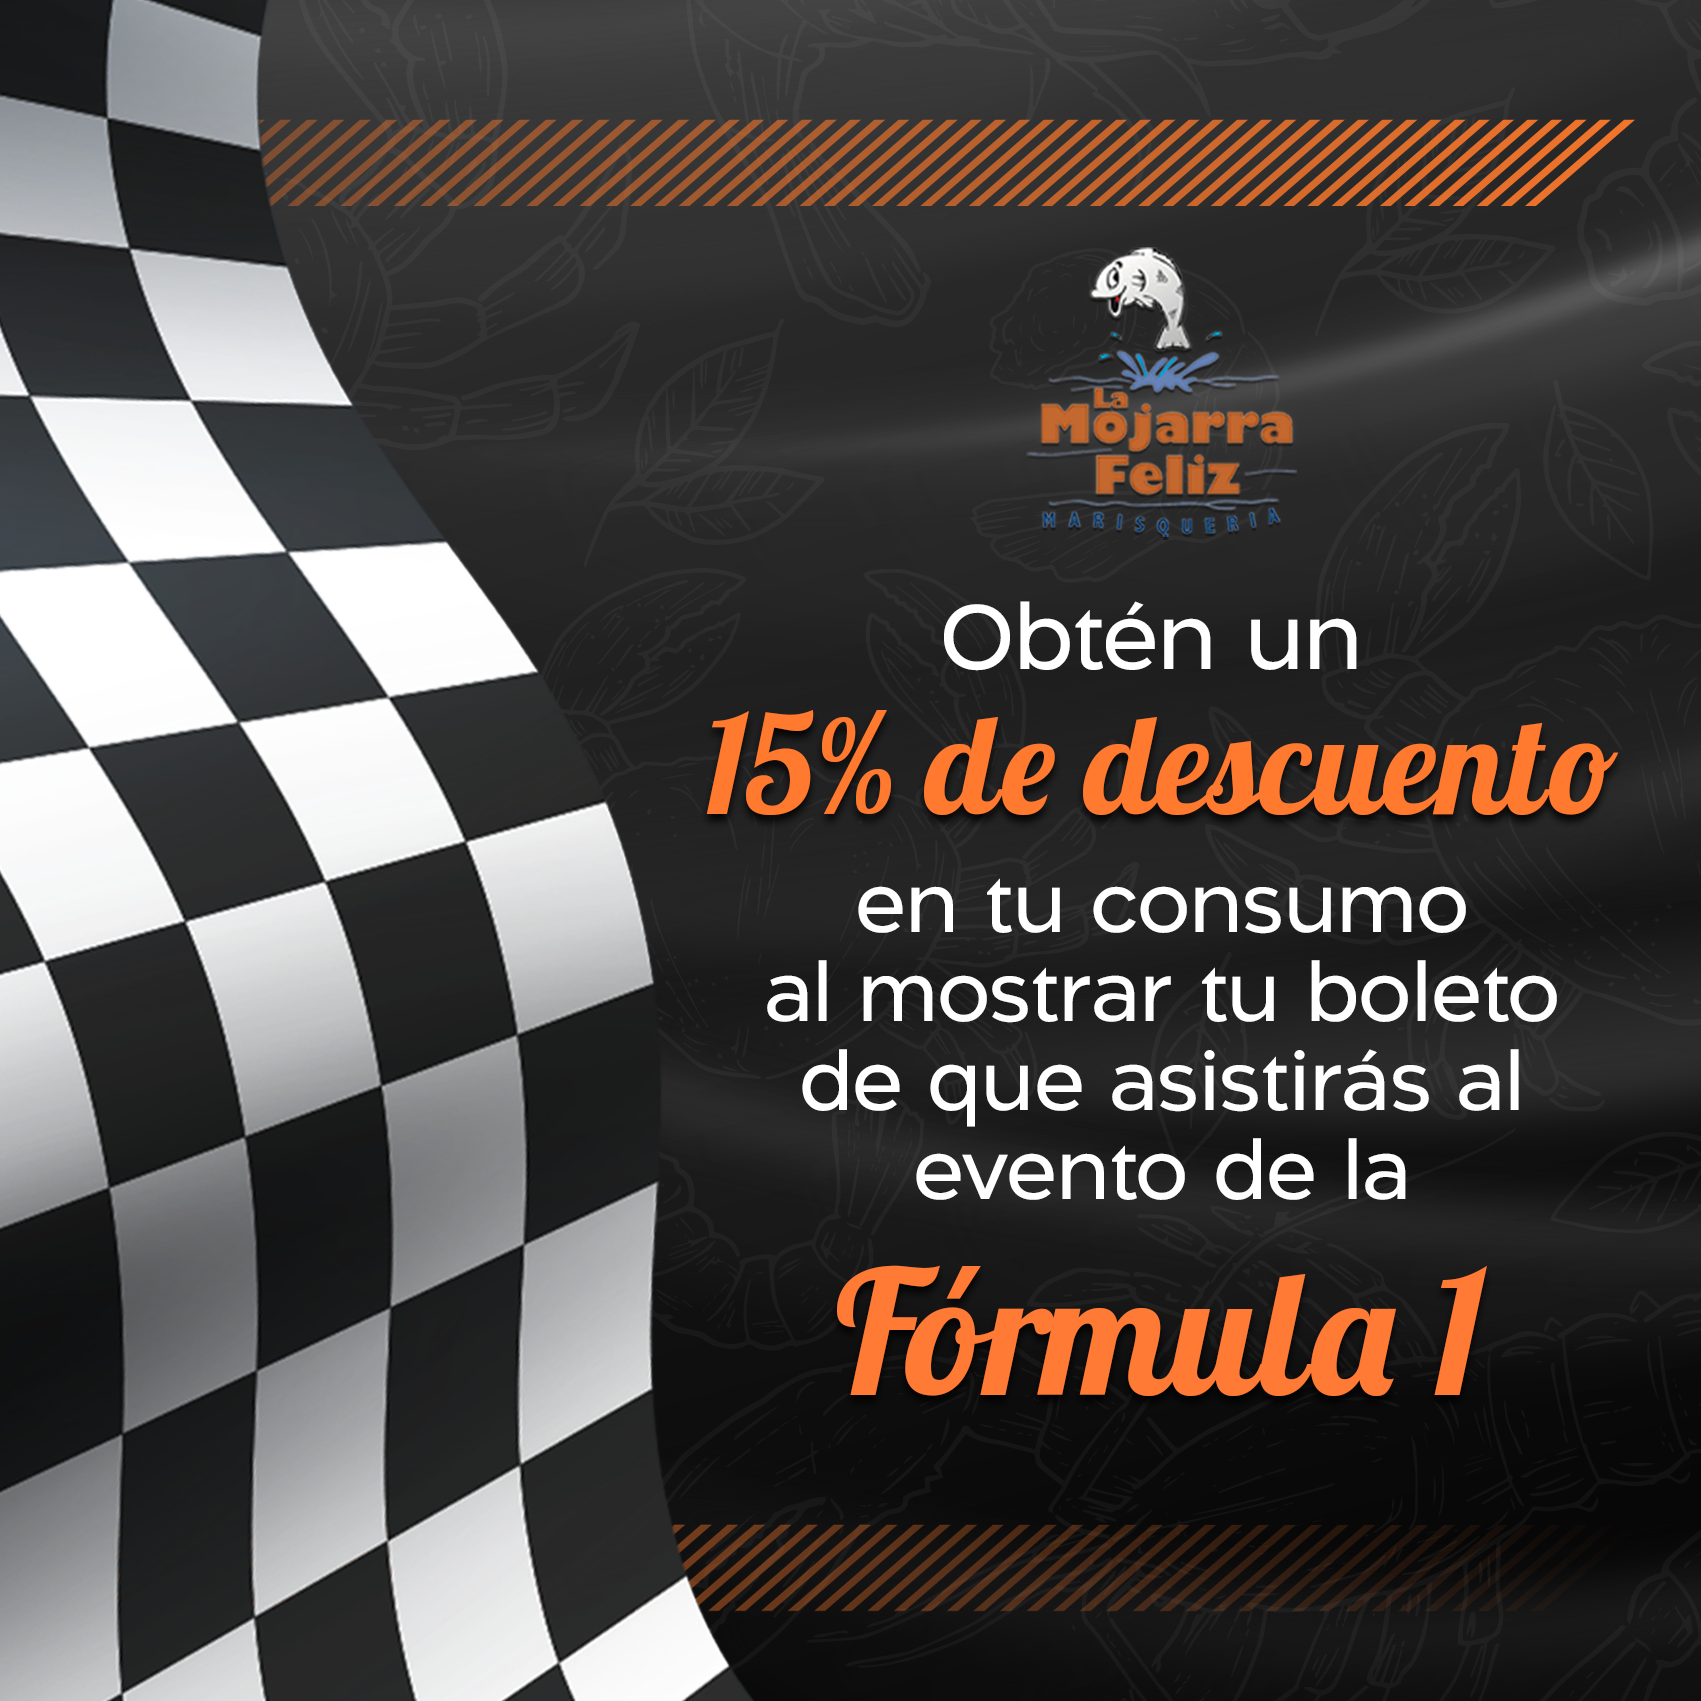 La
Mojarra
Feliz
MARISQUERIA
Obtén un
15% de descuento
en tu consumo
al mostrar tu boleto
de que asistirás al
evento de la
Fórmula 1